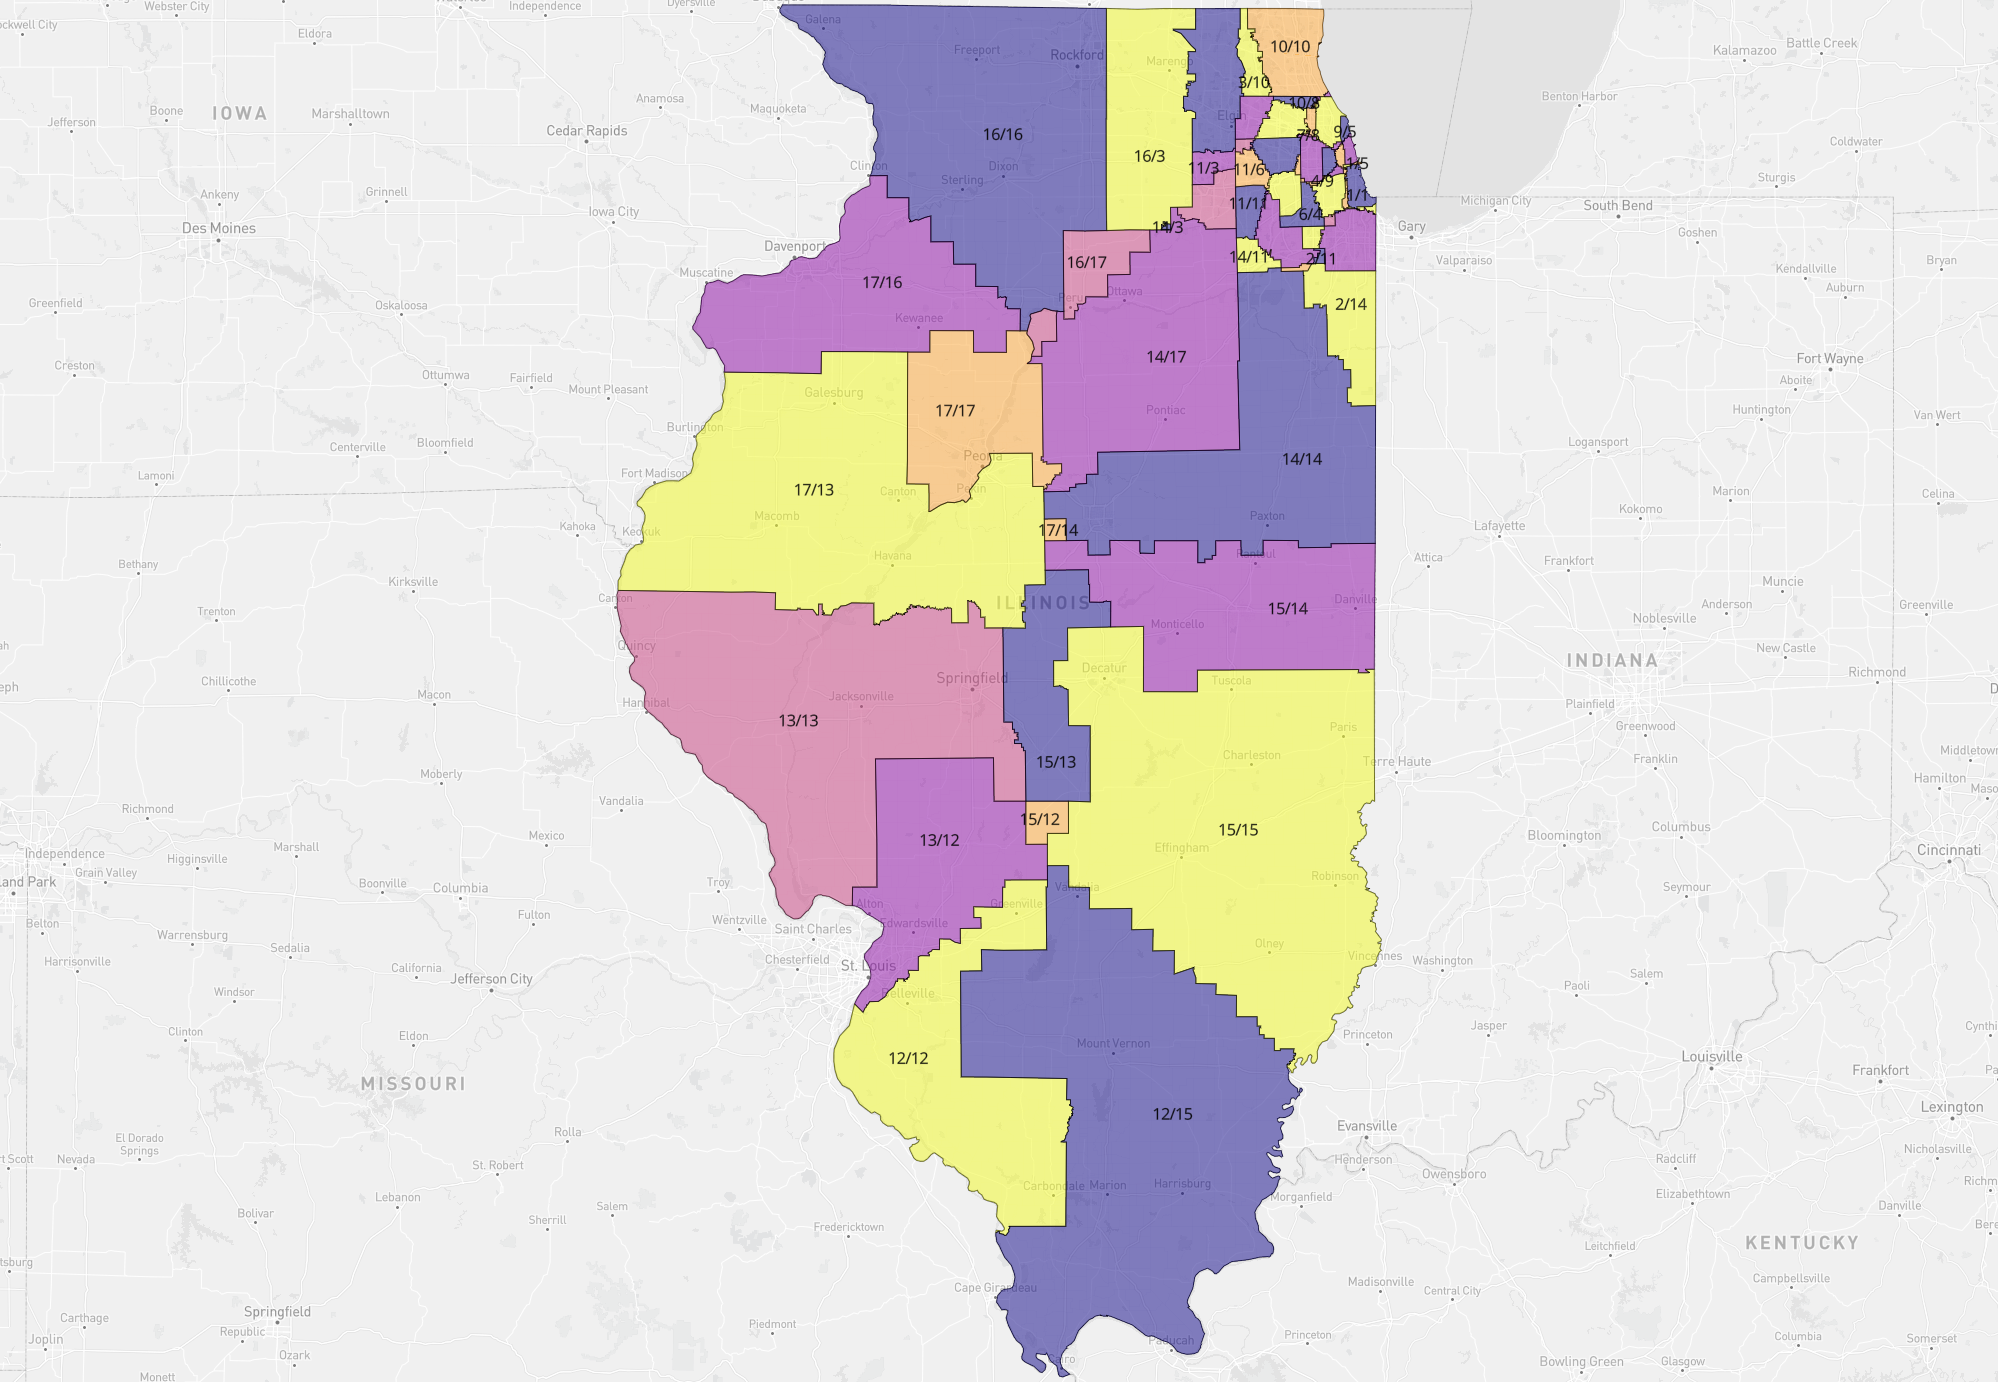 Webster City
Independence
Dyersville
Galena
Rockwell City
Eldora
Freeport
Rockford
Marengo
10/10
Kalamazoo
Battle Creek
3/10
Boone
Marshalltown
Anamosa
Maquoketa
Benton Harbor
Ames
IOWA
Jefferson
Cedar Rapids
16/16
Elgin
10/8
7/8
9/5
Coldwater
Clinton
Dixon
16/3
11/3
11/6
1/5
Sturgis
Ankeny
Grinnell
Sterling
4/9
1/1
Michigan City
South Bend
Iowa City
11/11
6/4
Des Moines
14/3
Gary
Goshen
Davenport
14/11
2/11
Valparaiso
Bryan
Muscatine
16/17
Kendallville
Auburn
17/16
Ottawa
Peru
2/14
Greenfield
Oskaloosa
Kewanee
14/17
Fort Wayne
Creston
Ottumwa
Fairfield
Mount Pleasant
Aboite
Galesburg
Huntington
Van Wert
17/17
Pontiac
Burlington
Centerville
Bloomfield
Logansport
Peoria
14/14
Lamoni
Fort Madison
17/13
Canton
Pekin
Marion
Celina
Kokomo
Macomb
Paxton
Kahoka
Keokuk
17/14
Lafayette
Havana
Rantoul
Attica
Frankfort
Bethany
Kirksville
Muncie
Canton
ILLINOIS
Danville
Anderson
Greenville
Trenton
15/14
Monticello
Noblesville
Quincy
New Castle
INDIANA
Decatur
Richmond
Chillicothe
Springfield
Tuscola
Macon
Jacksonville
Hannibal
Plainfield
13/13
Greenwood
Paris
Charleston
Terre Haute
Franklin
Middletown
15/13
Moberly
Hamilton
Vandalia
Richmond
15/12
15/15
Mexico
13/12
Bloomington
Columbus
Marshall
Independence
Higginsville
Effingham
Cincinnati
Grain Valley
Boonville
Columbia
Troy
Vandalia
Robinson
Seymour
Alton
Greenville
Belton
Fulton
Wentzville
Edwardsville
Warrensburg
Saint Charles
Sedalia
Olney
Harrisonville
California
Chesterfield
St. Louis
Vincennes
Washington
Jefferson City
Salem
Windsor
Belleville
Paoli
Clinton
Eldon
Princeton
Jasper
Mount Vernon
12/12
Louisville
MISSOURI
Frankfort
12/15
Lexington
Evansville
El Dorado
Springs
Rolla
Nicholasville
Nevada
St. Robert
Henderson
Radcliff
Owensboro
Carbondale
Marion
Harrisburg
Lebanon
Morganfield
Elizabethtown
Danville
Bolivar
Sherrill
Salem
Fredericktown
KENTUCKY
Leitchfield
Cape Girardeau
Madisonville
Central City
Campbellsville
Springfield
Carthage
Republic
Piedmont
Princeton
Columbia
Somerset
Joplin
Paducah
Ozark
Cairo
Bowling Green
Glasgow
Monett